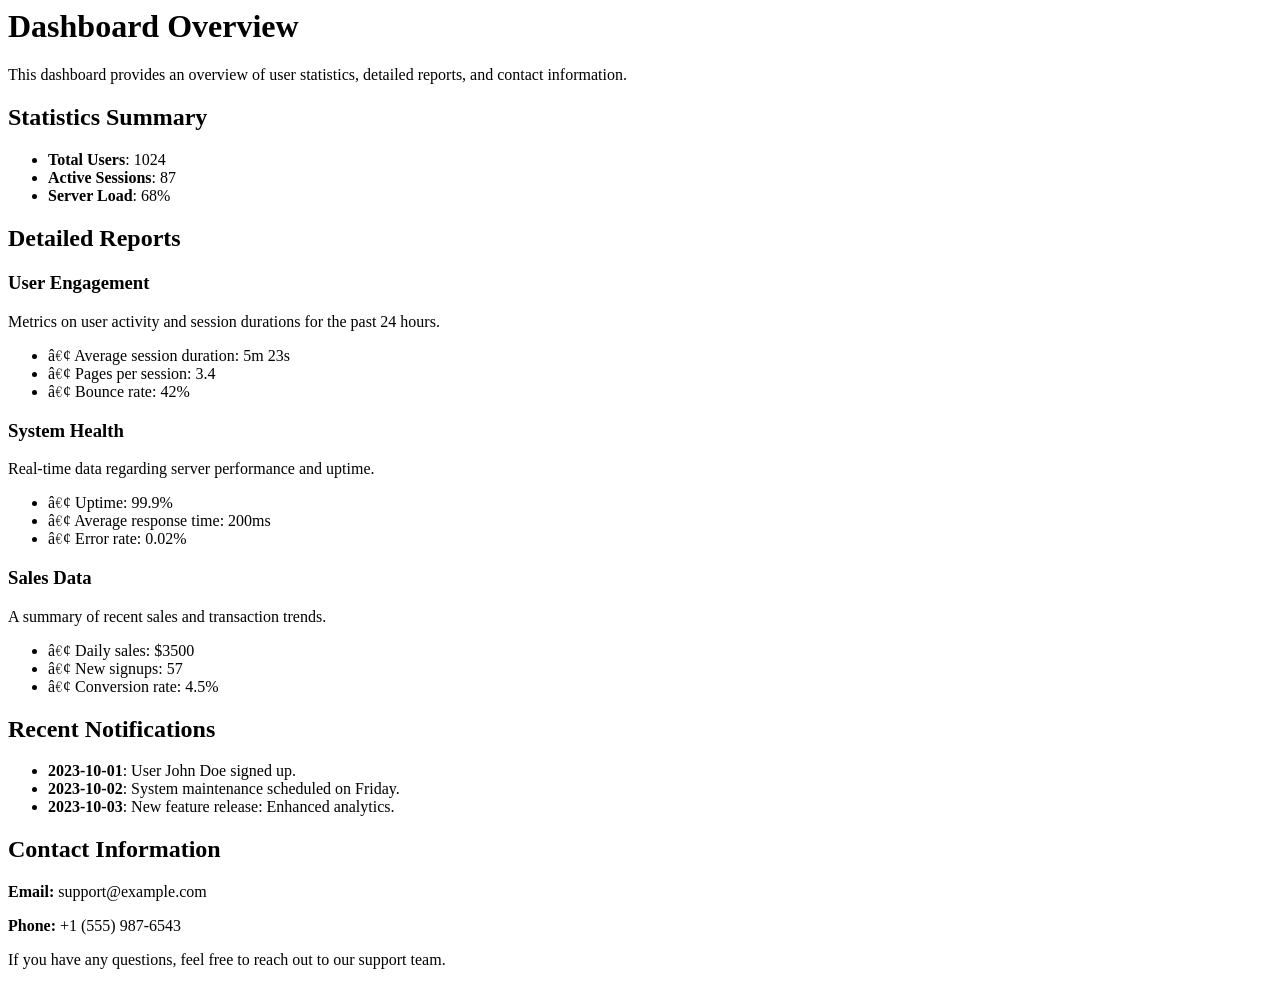 Dashboard Overview
This dashboard provides an overview of user statistics, detailed reports, and contact information.
Statistics Summary
• Total Users: 1024
• Active Sessions: 87
• Server Load: 68%
Detailed Reports
User Engagement
Metrics on user activity and session durations for the past 24 hours.
• â€¢ Average session duration: 5m 23s
• â€¢ Pages per session: 3.4
• â€¢ Bounce rate: 42%
System Health
Real-time data regarding server performance and uptime.
• â€¢ Uptime: 99.9%
• â€¢ Average response time: 200ms
• â€¢ Error rate: 0.02%
Sales Data
A summary of recent sales and transaction trends.
• â€¢ Daily sales: $3500
• â€¢ New signups: 57
• â€¢ Conversion rate: 4.5%
Recent Notifications
• 2023-10-01: User John Doe signed up.
• 2023-10-02: System maintenance scheduled on Friday.
• 2023-10-03: New feature release: Enhanced analytics.
Contact Information
Email: support@example.com
Phone: +1 (555) 987-6543
If you have any questions, feel free to reach out to our support team.